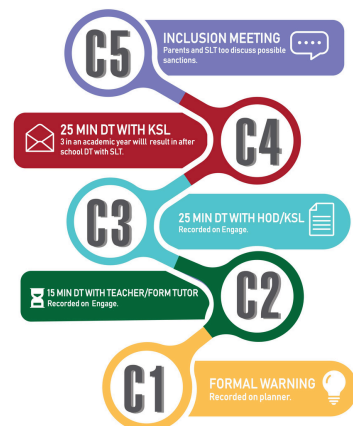 C5
INCLUSION MEETING
Parents and SLT too discuss possible
sanctions.
25 MIN DT WITH KSL
3 in an academic year willl result in after
school DT with SLT.
C4
C3
25 MIN DT WITH HOD/KSL
Recorded on Engage.
15 MIN DT WITH TEACHER/FORM TUTOR
Recorded on Engage.
C2
C1
FORMAL WARNING
Recorded on planner.